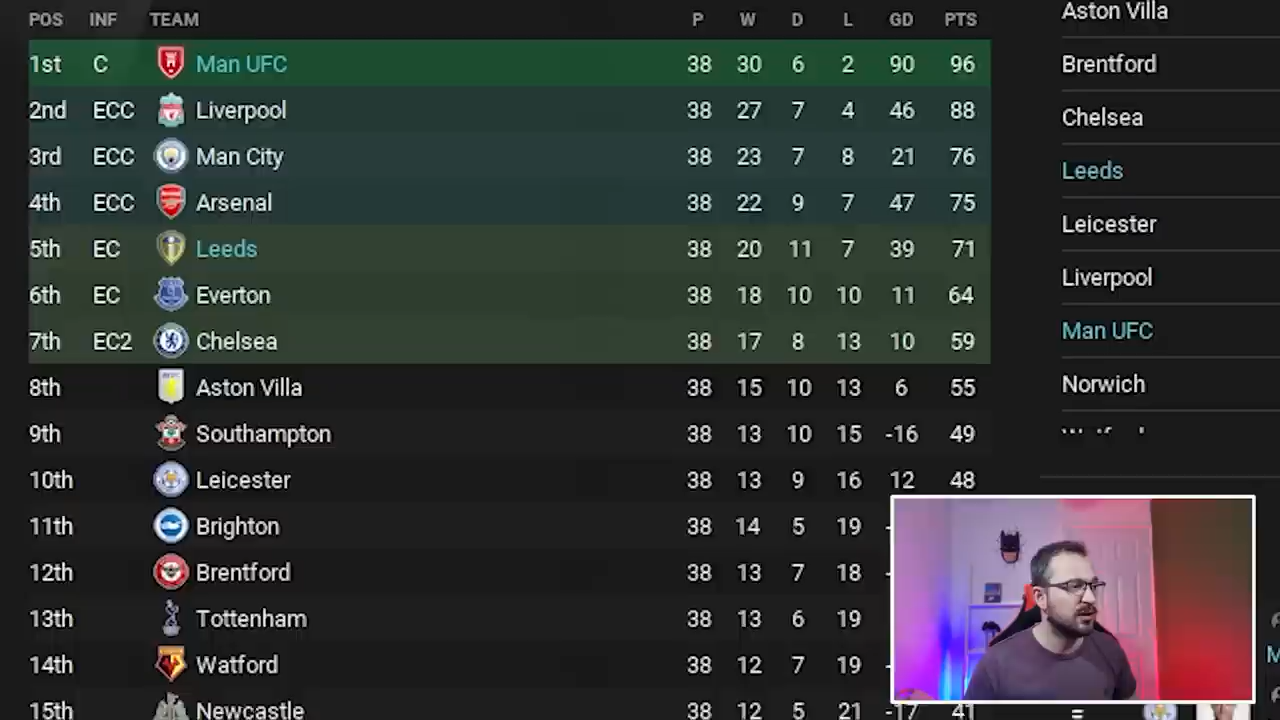 POS INF TEAM P W D L GD PTS
1st C Man UFC 38 30 6 2 90 96
2nd ECC Liverpool 38 27 7 4 46 88
3rd ECC Man City 38 23 7 8 21 76
4th ECC Arsenal 38 22 9 7 47 75
5th EC Leeds 38 20 11 7 39 71
6th EC Everton 38 18 10 10 11 64
7th EC2 Chelsea 38 17 8 13 10 59
8th Aston Villa 38 15 10 13 6 55
9th Southampton 38 13 10 15 -16 49
10th Leicester 38 13 9 16 12 48
11th Brighton 38 14 5 19
12th Brentford 38 13 7 18
13th Tottenham 38 13 6 19
14th Watford 38 12 7 19
15th Newcastle 38 12 5 21 -17 41
Aston Villa
Brentford
Chelsea
Leeds
Leicester
Liverpool
Man UFC
Norwich